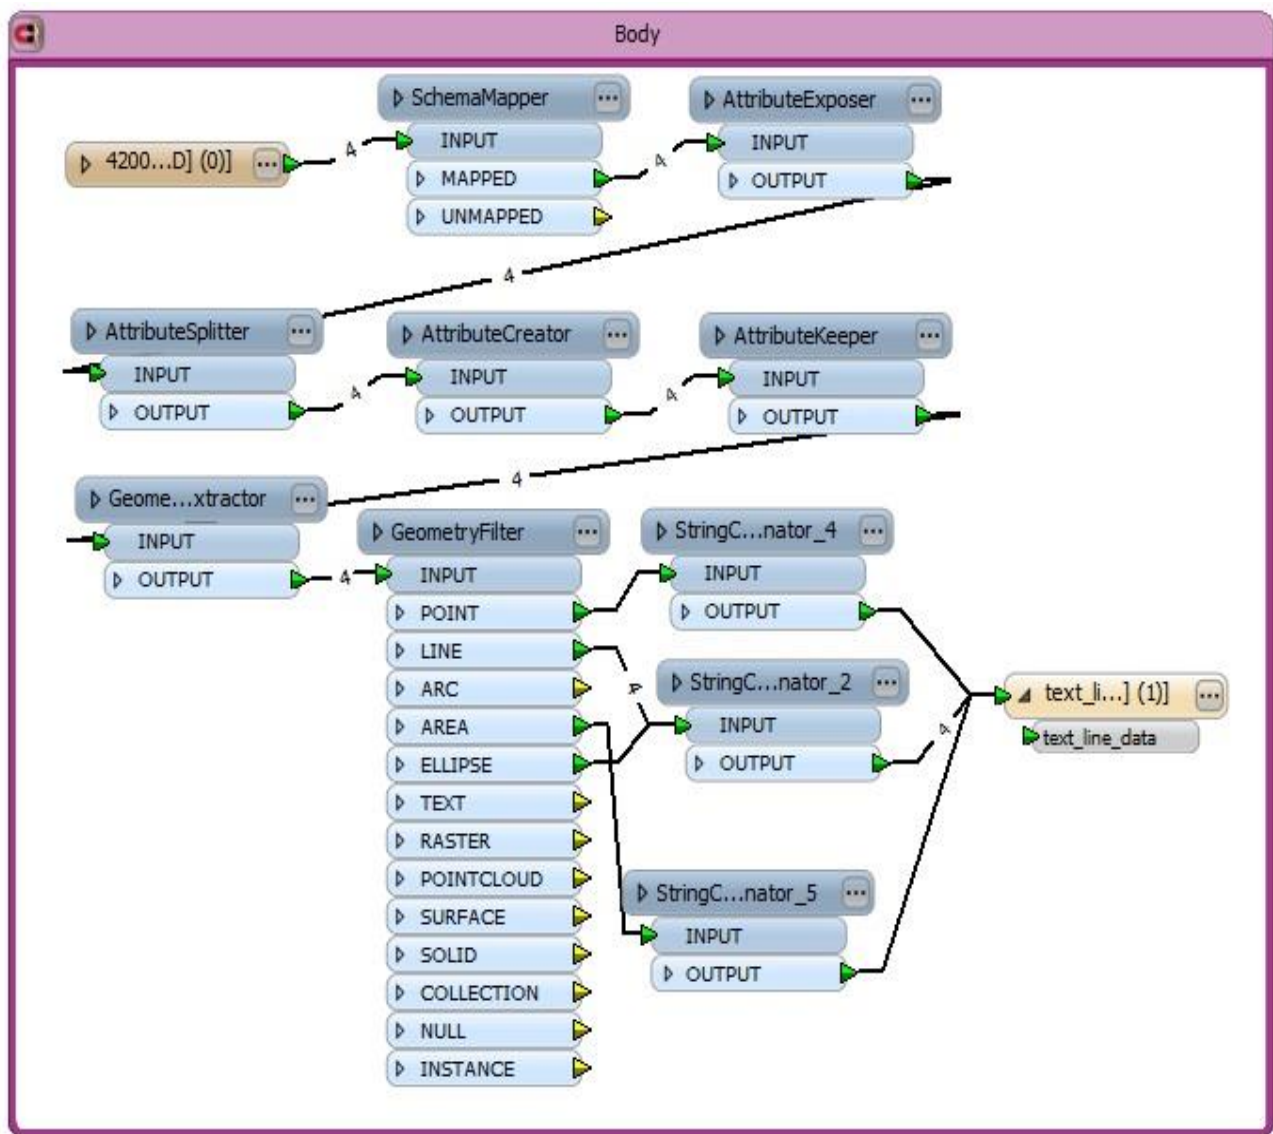 Body
SchemaMapper
AttributeExposer
4200...D] (0)]
4
INPUT
4
INPUT
MAPPED
OUTPUT
UNMAPPED
4
AttributeSplitter
AttributeCreator
AttributeKeeper
INPUT
4
INPUT
4
INPUT
OUTPUT
OUTPUT
OUTPUT
4
Geome...xtractor
INPUT
OUTPUT
4
GeometryFilter
INPUT
POINT
LINE
ARC
AREA
ELLIPSE
TEXT
RASTER
POINTCLOUD
SURFACE
SOLID
COLLECTION
NULL
INSTANCE
StringC...nator_4
INPUT
OUTPUT
4
StringC...nator_2
INPUT
OUTPUT
4
StringC...nator_5
INPUT
OUTPUT
text_li...] (1)]
text_line_data